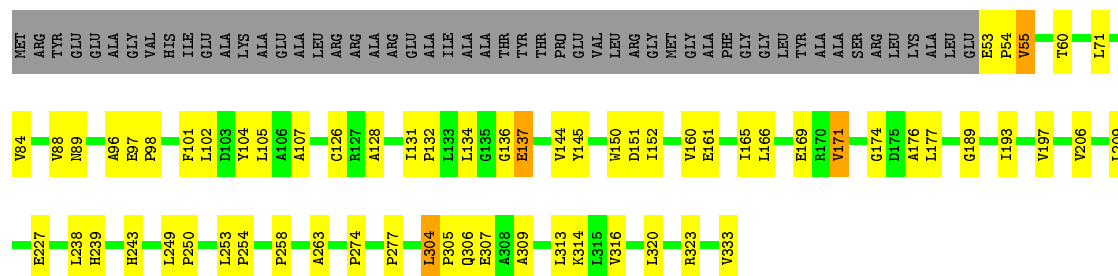 MET ARG TYR GLU GLU ALA GLY VAL HIS ILE GLU ALA LYS ALA GLU ALA LEU ARG ARG ALA ARG GLU ALA ILE ALA ALA THR TYR THR PRO GLU VAL LEU ARG GLY MET GLY ALA PHE GLY GLY LEU TYR ALA ALA SER ARG LEU LYS ALA LEU GLU E53 P54 V55 T60 L71
V84 V88 N89 A96 E97 P98 F101 L102 D103 Y104 L105 A106 A107 C126 R127 A128 I131 P132 L133 L134 G135 G136 E137 V144 Y145 W150 D151 I152 V160 E161 I165 L166 E169 R170 V171 G174 D175 A176 L177 G189 I193 V197 V206 L209
E227 L238 H239 H243 L249 P250 L253 P254 P258 A263 P274 P277 L304 P305 Q306 E307 A308 A309 L313 K314 L315 V316 L320 R323 V333